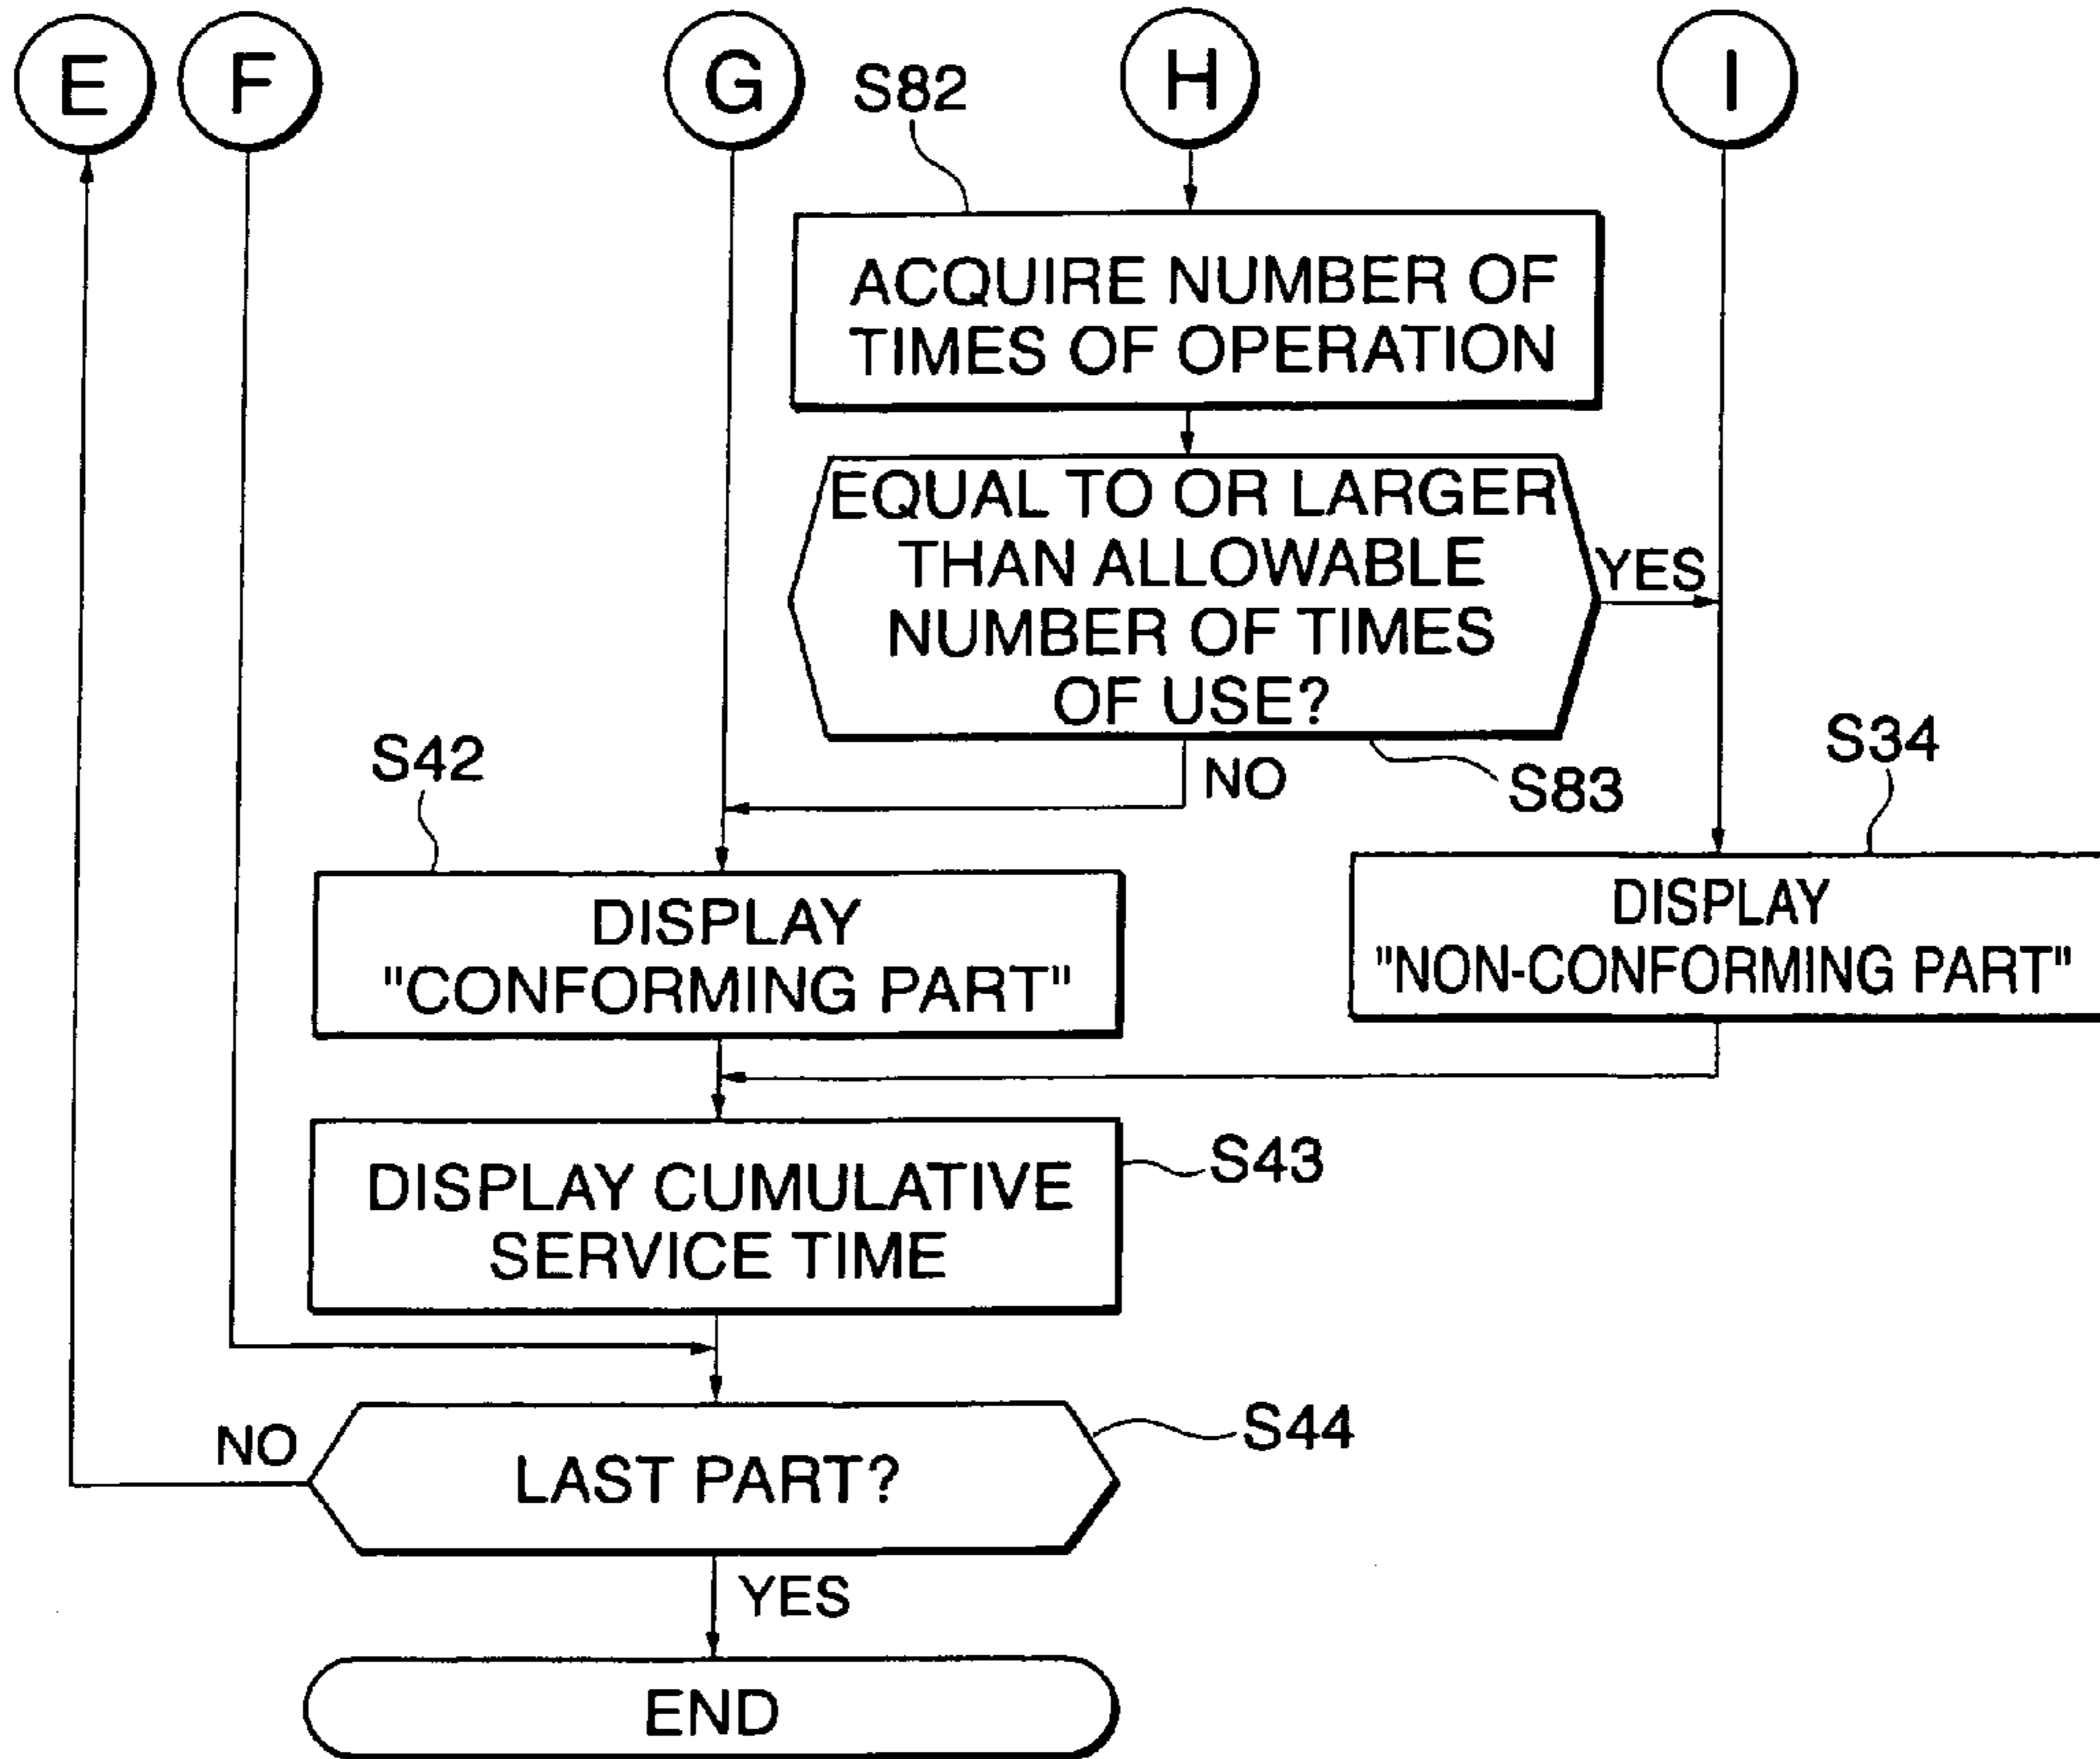 E
F
G
H
I
S82
ACQUIRE NUMBER OF
TIMES OF OPERATION
EQUAL TO OR LARGER
THAN ALLOWABLE
NUMBER OF TIMES
OF USE?
YES
NO
S83
S42
S34
DISPLAY
"CONFORMING PART"
DISPLAY
"NON-CONFORMING PART"
DISPLAY CUMULATIVE
SERVICE TIME
S43
NO
LAST PART?
S44
YES
END